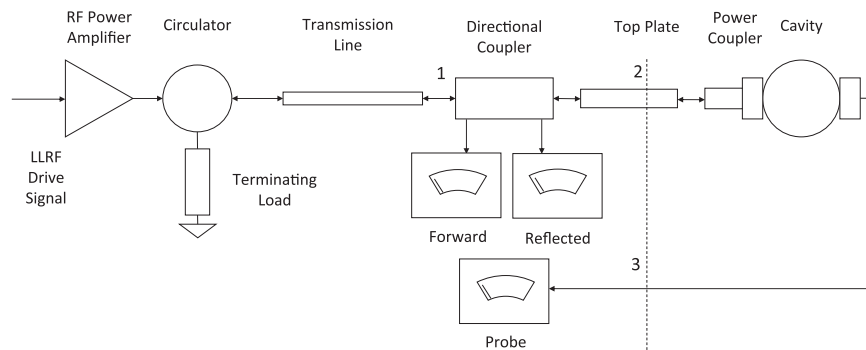 RF Power
Amplifier
Circulator
Transmission
Line
Directional
Coupler
Top Plate
Power
Coupler
Cavity
1
2
LLRF
Drive
Signal
Terminating
Load
Forward
Reflected
3
Probe